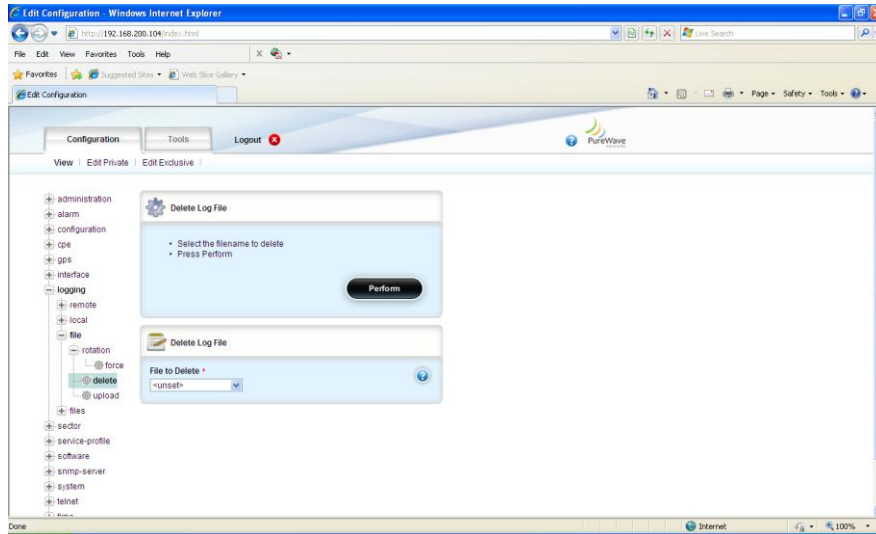 Edit Configuration - Windows Internet Explorer
http://192.168.200.104/index.html
Live Search
File Edit View Favorites Tools Help
Favorites Suggested Sites Web Slice Gallery
Edit Configuration
Page Safety Tools
Configuration Tools Logout
PureWave
View Edit Private Edit Exclusive
administration
alarm
configuration
cpe
gps
interface
logging
remote
local
file
rotation
force
delete
upload
files
sector
service-profile
software
snmp-server
system
telnet
Delete Log File
• Select the filename to delete
• Press Perform
Perform
Delete Log File
File to Delete *
<unset>
Done
Internet
100%